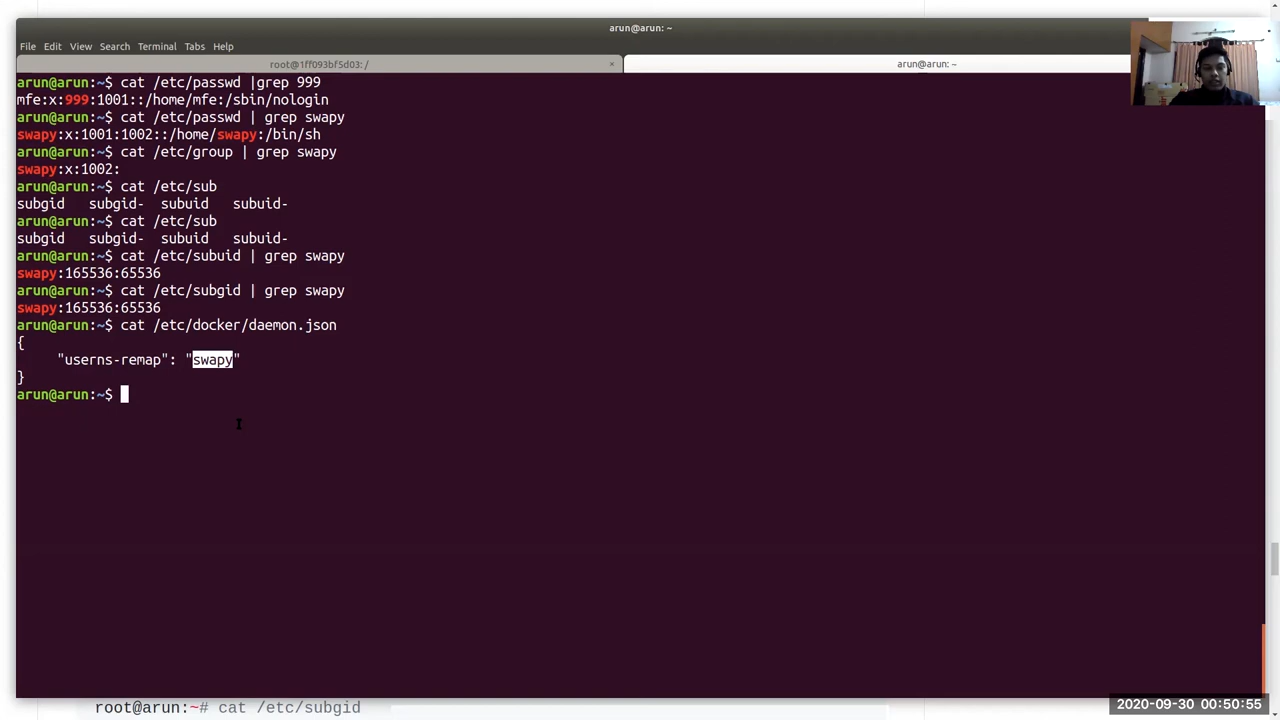 arun@arun: ~
File Edit View Search Terminal Tabs Help
root@1ff093bf5d03: / ×
arun@arun: ~
arun@arun:~$ cat /etc/passwd |grep 999
mfe:x:999:1001::/home/mfe:/sbin/nologin
arun@arun:~$ cat /etc/passwd | grep swapy
swapy:x:1001:1002::/home/swapy:/bin/sh
arun@arun:~$ cat /etc/group | grep swapy
swapy:x:1002:
arun@arun:~$ cat /etc/sub
subgid subgid- subuid subuid-
arun@arun:~$ cat /etc/sub
subgid subgid- subuid subuid-
arun@arun:~$ cat /etc/subuid | grep swapy
swapy:165536:65536
arun@arun:~$ cat /etc/subgid | grep swapy
swapy:165536:65536
arun@arun:~$ cat /etc/docker/daemon.json
{
"userns-remap": "swapy"
}
arun@arun:~$
root@arun:~# cat /etc/subgid
2020-09-30 00:50:55